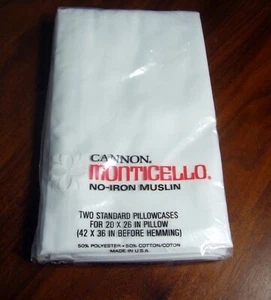 CANNON.
MONTICELLO®
NO-IRON MUSLIN
TWO STANDARD PILLOWCASES
FOR 20 X 26 IN PILLOW
(42 X 36 IN BEFORE HEMMING)
50% POLYESTER • 50% COTTON/COTON
MADE IN U.S.A.